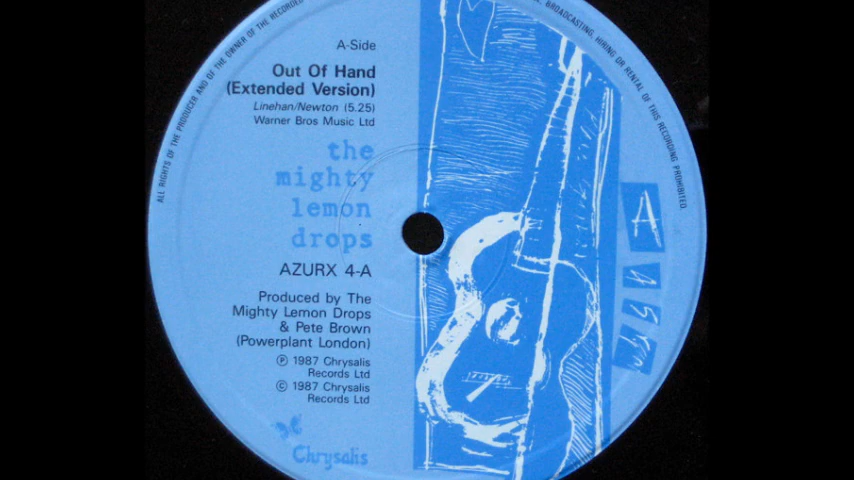 ALL RIGHTS OF THE PRODUCER AND OF THE OWNER OF THE RECORDED
BROADCASTING, HIRING OR RENTAL OF THIS RECORDING PROHIBITED.
A-Side
Out Of Hand
(Extended Version)
Linehan/Newton (5.25)
Warner Bros Music Ltd
the
mighty
lemon
drops
AZURX 4-A
Produced by The
Mighty Lemon Drops
& Pete Brown
(Powerplant London)
℗ 1987 Chrysalis
Records Ltd
© 1987 Chrysalis
Records Ltd
Chrysalis
A